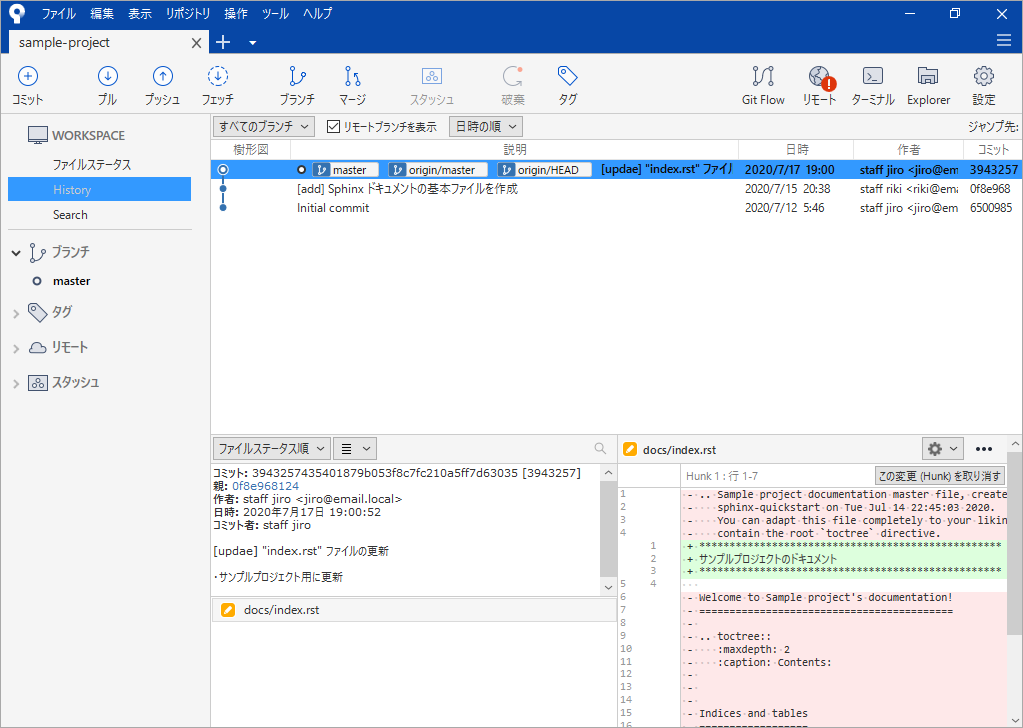 ファイル 編集 表示 リポジトリ 操作 ツール ヘルプ
sample-project
コミット プル プッシュ フェッチ ブランチ マージ スタッシュ 破棄 タグ Git Flow リモート ターミナル Explorer 設定
WORKSPACE
ファイルステータス
History
Search
ブランチ
master
タグ
リモート
スタッシュ
すべてのブランチ リモートブランチを表示 日時の順 ジャンプ先:
樹形図 説明 日時 作者 コミット
master origin/master origin/HEAD [updae] "index.rst" ファイル 2020/7/17 19:00 staff jiro <jiro@em 3943257
[add] Sphinx ドキュメントの基本ファイルを作成 2020/7/15 20:38 staff riki <riki@ema 0f8e968
Initial commit 2020/7/12 5:46 staff jiro <jiro@em 6500985
ファイルステータス順
コミット: 3943257435401879b053f8c7fc210a5ff7d63035 [3943257]
親: 0f8e968124
作者: staff jiro <jiro@email.local>
日時: 2020年7月17日 19:00:52
コミット者: staff jiro
[updae] "index.rst" ファイルの更新
・サンプルプロジェクト用に更新
docs/index.rst
docs/index.rst
Hunk 1 : 行 1-7 この変更 (Hunk) を取り消す
1 - .. Sample project documentation master file, create
2 - sphinx-quickstart on Tue Jul 14 22:45:03 2020.
3 - You can adapt this file completely to your likin
4 - contain the root `toctree` directive.
1 + ************************************************
2 + サンプルプロジェクトのドキュメント
3 + ************************************************
5 4
6 - Welcome to Sample project's documentation!
7 - ==========================================
8 -
9 - .. toctree::
10 - :maxdepth: 2
11 - :caption: Contents:
12 -
13 -
14 -
15 - Indices and tables
16 - ==================